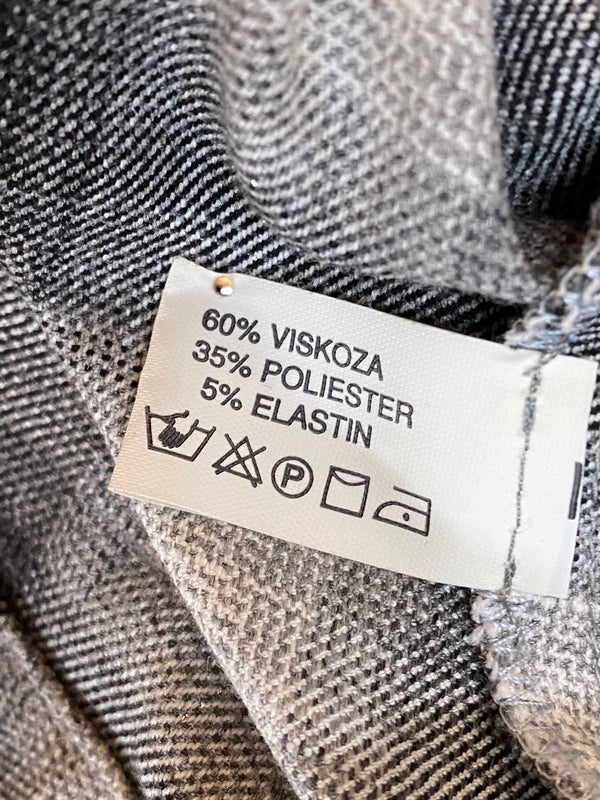 60% VISKOZA
35% POLIESTER
5% ELASTIN
P